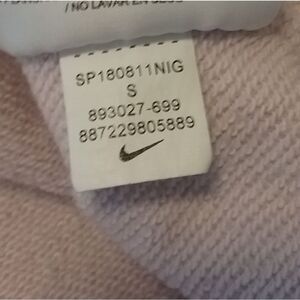 / NO LAVAR EN SECO
SP180811NIG
S
893027-699
887229805889